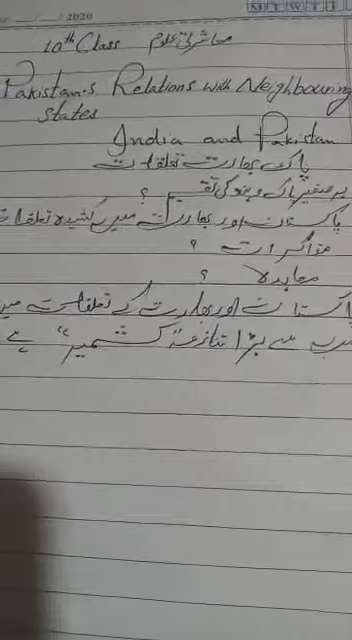 2020
M T W T F
10th Class معاشرتی علوم
Pakistan's Relations with Neighbouring
states
India and Pakistan
پاک بھارت تعلقات
برصغیر پاک و ہند کی تقسیم ؟
پاکستان اور بھارت میں کشیدہ تعلقات
مذاکرات ؟
معاہدہ ؟
پاکستان اور بھارت کے تعلقات میں
سب سے بڑا تنازعہ "کشمیر" ہے